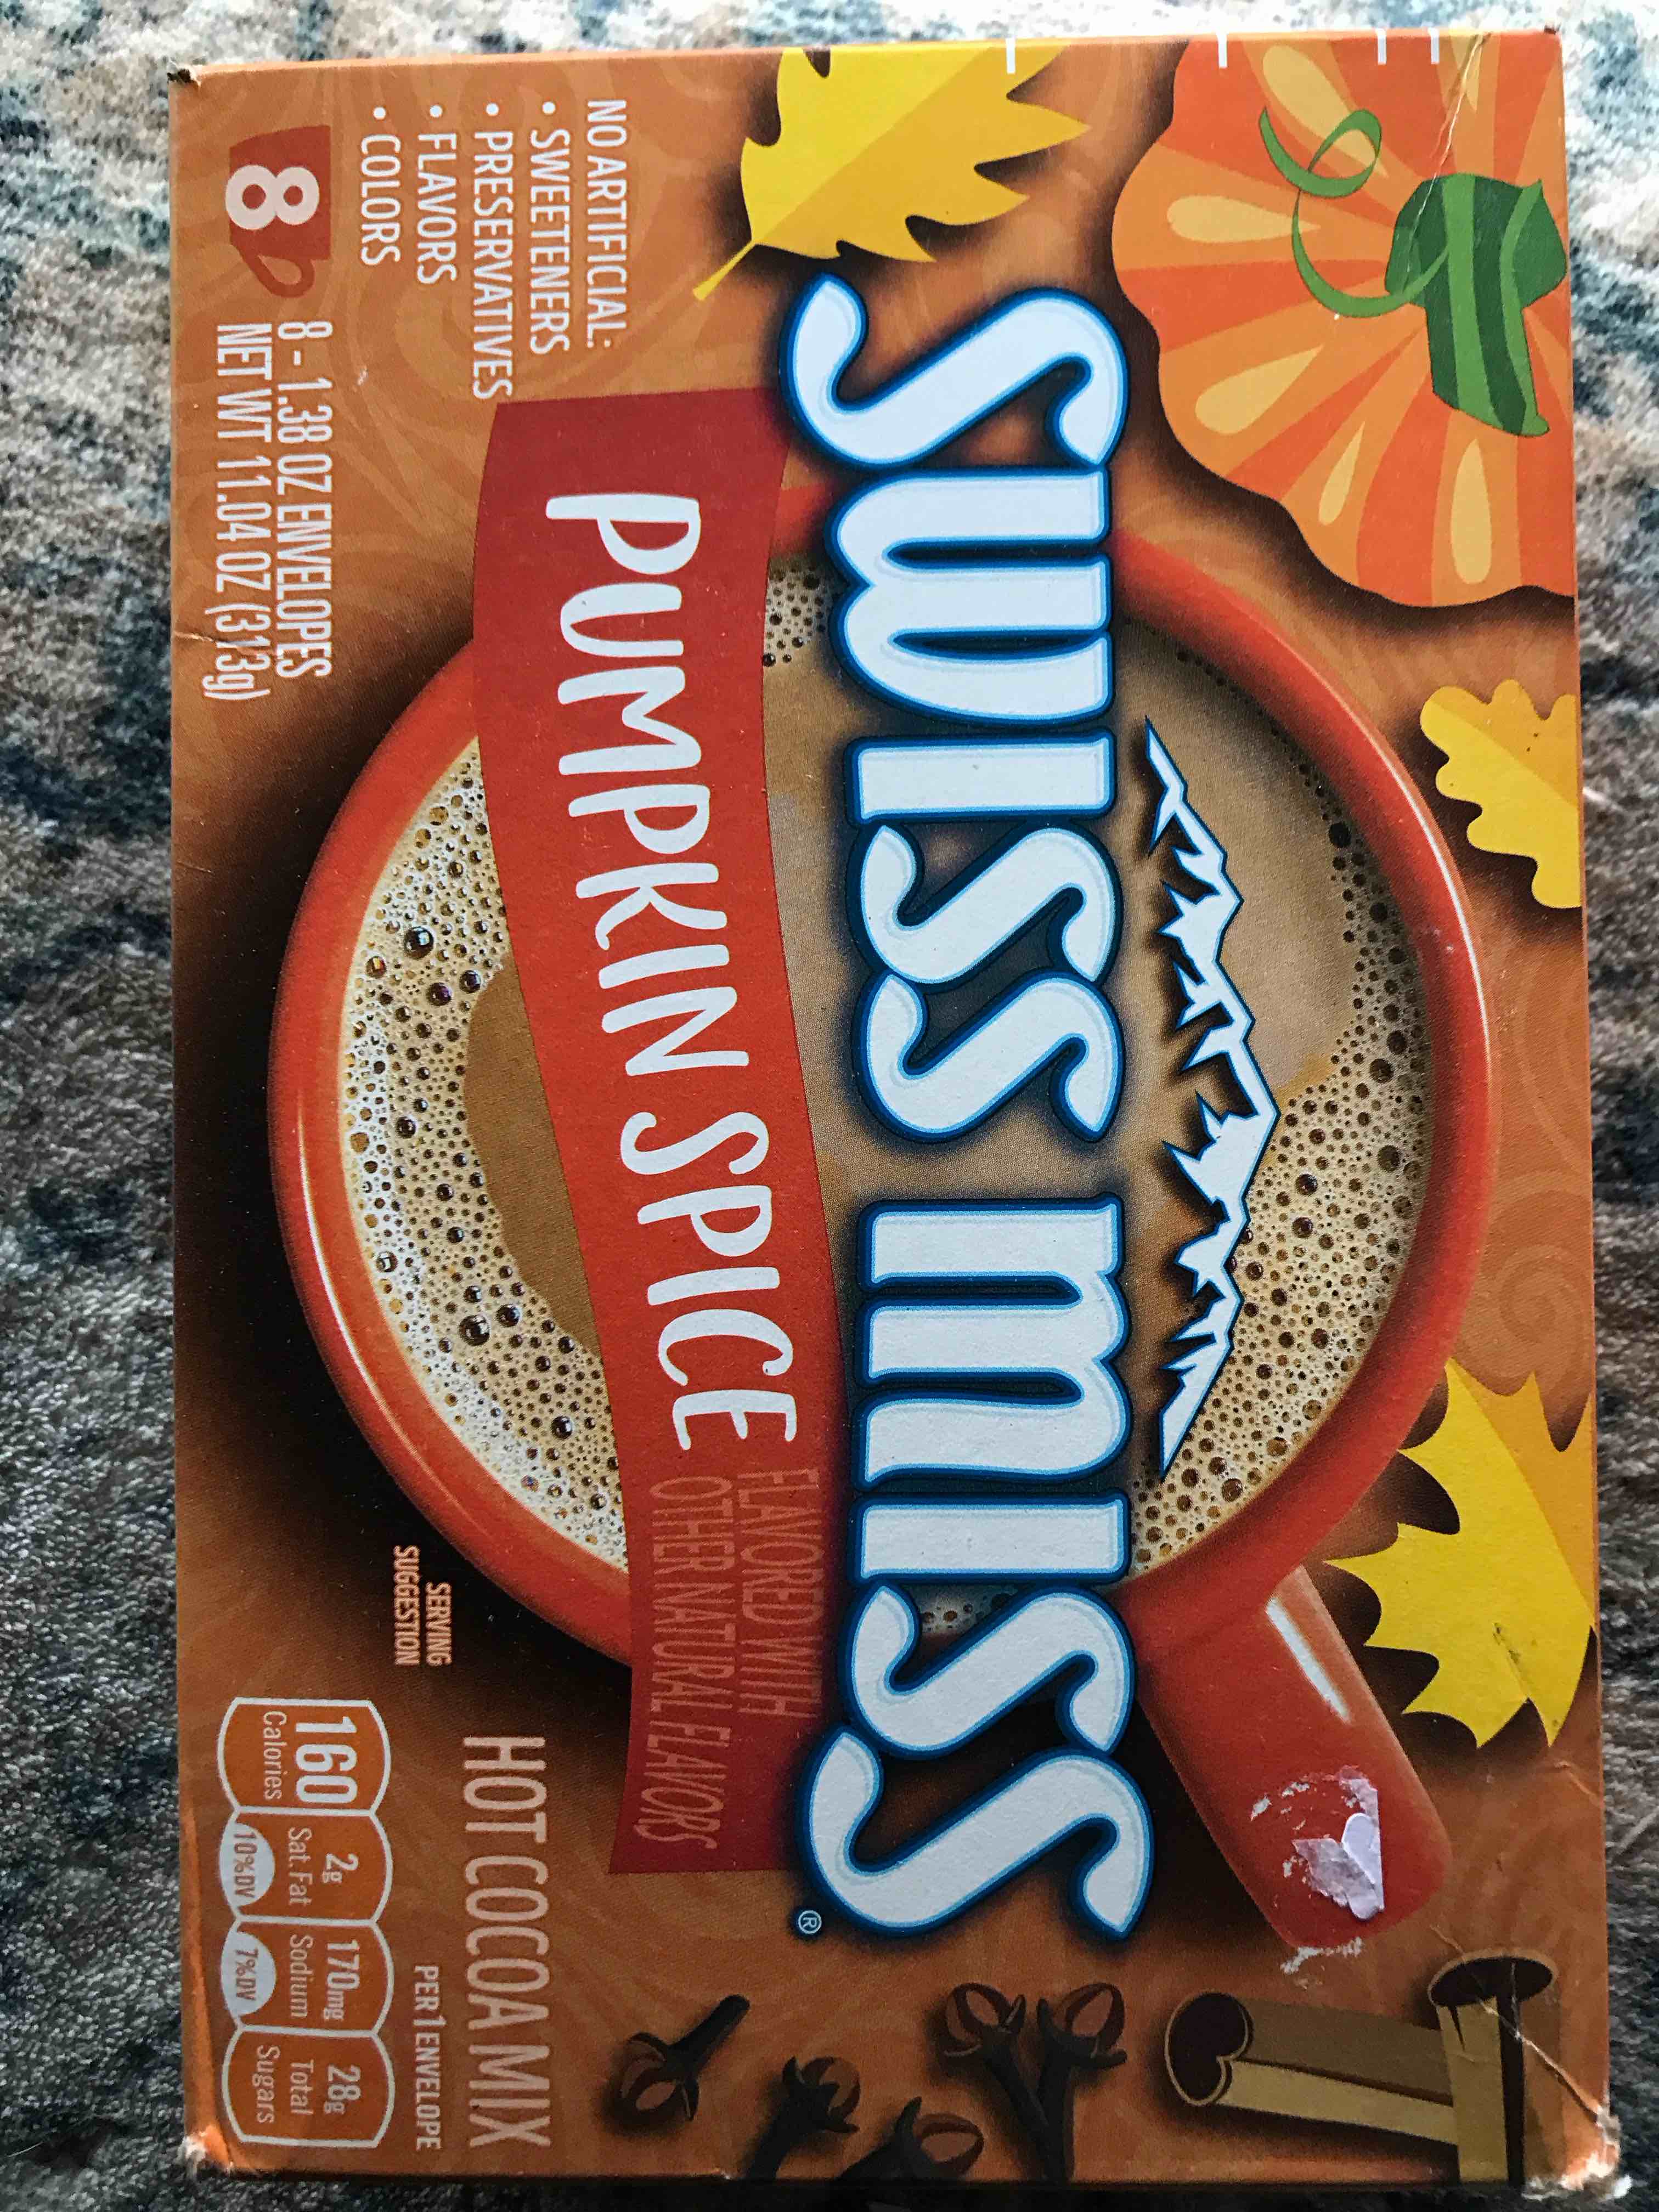 SWISS MISS
®
PUMPKIN SPICE
FLAVORED WITH
OTHER NATURAL FLAVORS
NO ARTIFICIAL:
• SWEETENERS
• PRESERVATIVES
• FLAVORS
• COLORS
8
8 - 1.38 OZ ENVELOPES
NET WT 11.04 OZ (313g)
SERVING
SUGGESTION
HOT COCOA MIX
PER 1 ENVELOPE
160
Calories
2g
Sat. Fat
10% DV
170mg
Sodium
7% DV
28g
Total
Sugars